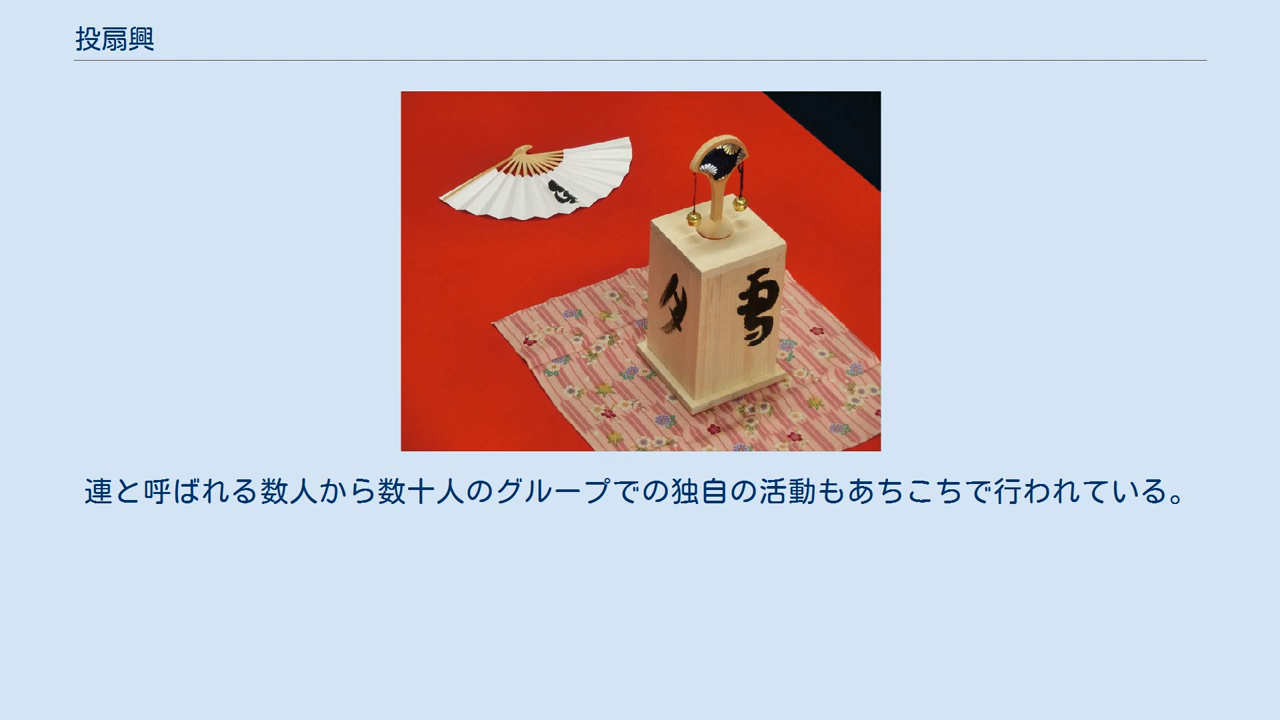 投扇興
夕
雪
連と呼ばれる数人から数十人のグループでの独自の活動もあちこちで行われている。